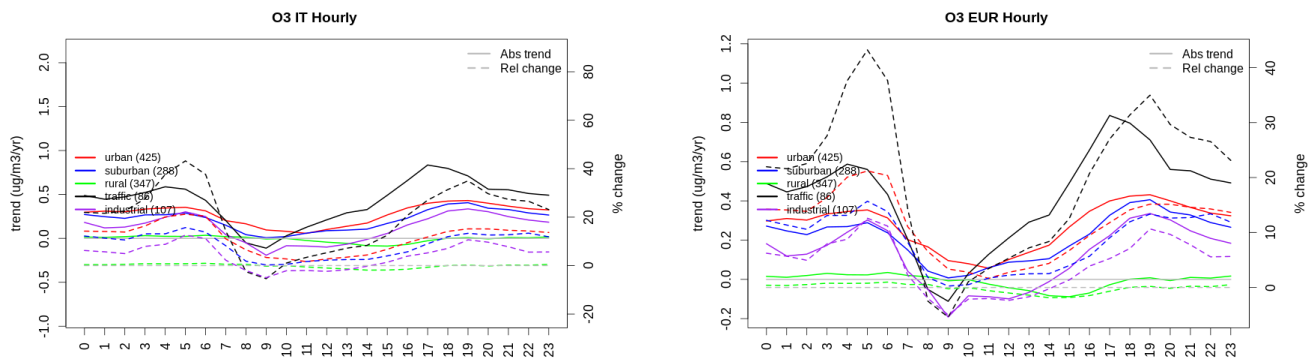 O3 IT Hourly
Abs trend
Rel change
2.0
1.5
1.0
0.5
0.0
-0.5
-1.0
trend (ug/m3/yr)
urban (425)
suburban (288)
rural (347)
traffic (86)
industrial (107)
80
60
40
20
0
-20
% change
0 1 2 3 4 5 6 7 8 9 10 11 12 13 14 15 16 17 18 19 20 21 22 23
O3 EUR Hourly
Abs trend
Rel change
1.2
1.0
0.8
0.6
0.4
0.2
0.0
-0.2
trend (ug/m3/yr)
urban (425)
suburban (288)
rural (347)
traffic (86)
industrial (107)
40
30
20
10
0
% change
0 1 2 3 4 5 6 7 8 9 10 11 12 13 14 15 16 17 18 19 20 21 22 23